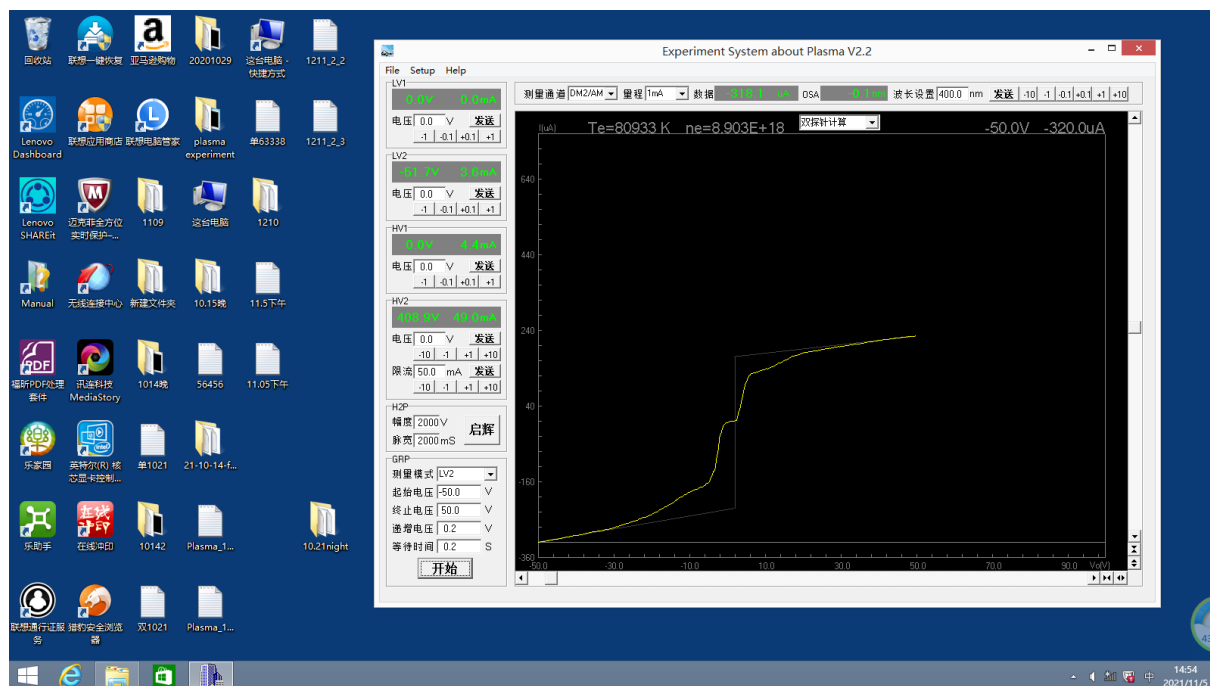 回收站
联想一键恢复
亚马逊购物
20201029
这台电脑 -
快捷方式
1211_2_2
Lenovo
Dashboard
联想应用商店
联想电脑管家
plasma
experiment
单63338
1211_2_3
Lenovo
SHAREit
迈克菲全方位
实时保护-...
1109
这台电脑
1210
Manual
无线连接中心
新建文件夹
10.15晚
11.5下午
PDF
福昕PDF处理
套件
讯连科技
MediaStory
1014晚
56456
11.05下午
乐家园
英特尔(R) 核
芯显卡控制...
单1021
21-10-14-f...
乐助手
在线冲印
在线冲印
10142
Plasma_1...
10.21night
联想通行证服
务
猎豹安全浏览
器
双1021
Plasma_1...
Experiment System about Plasma V2.2
File Setup Help
LV1
0.0V 0.0mA
电压 0.0 V 发送
-1 -0.1 +0.1 +1
LV2
-51.7V 3.6mA
电压 0.0 V 发送
-1 -0.1 +0.1 +1
HV1
0.0V 4.4mA
电压 0.0 V 发送
-1 -0.1 +0.1 +1
HV2
408.9V 49.0mA
电压 0.0 V 发送
-10 -1 +1 +10
限流 50.0 mA 发送
-10 -1 +1 +10
H2P
幅度 2000 V
脉宽 2000 mS
启辉
GRP
测量模式 LV2
起始电压 -50.0 V
终止电压 50.0 V
递增电压 0.2 V
等待时间 0.2 S
开始
测量通道 DM2/AM 量程 1mA 数据 -318.1 uA OSA -0.1 nm 波长设置 400.0 nm 发送 -10 -1 -0.1 +0.1 +1 +10
I(uA) Te=80933 K ne=8.903E+18 双探针计算 -50.0V -320.0uA
640
440
240
40
-160
-360
-50.0 -30.0 -10.0 10.0 30.0 50.0 70.0 90.0 Vo(V)
中
14:54
2021/11/5